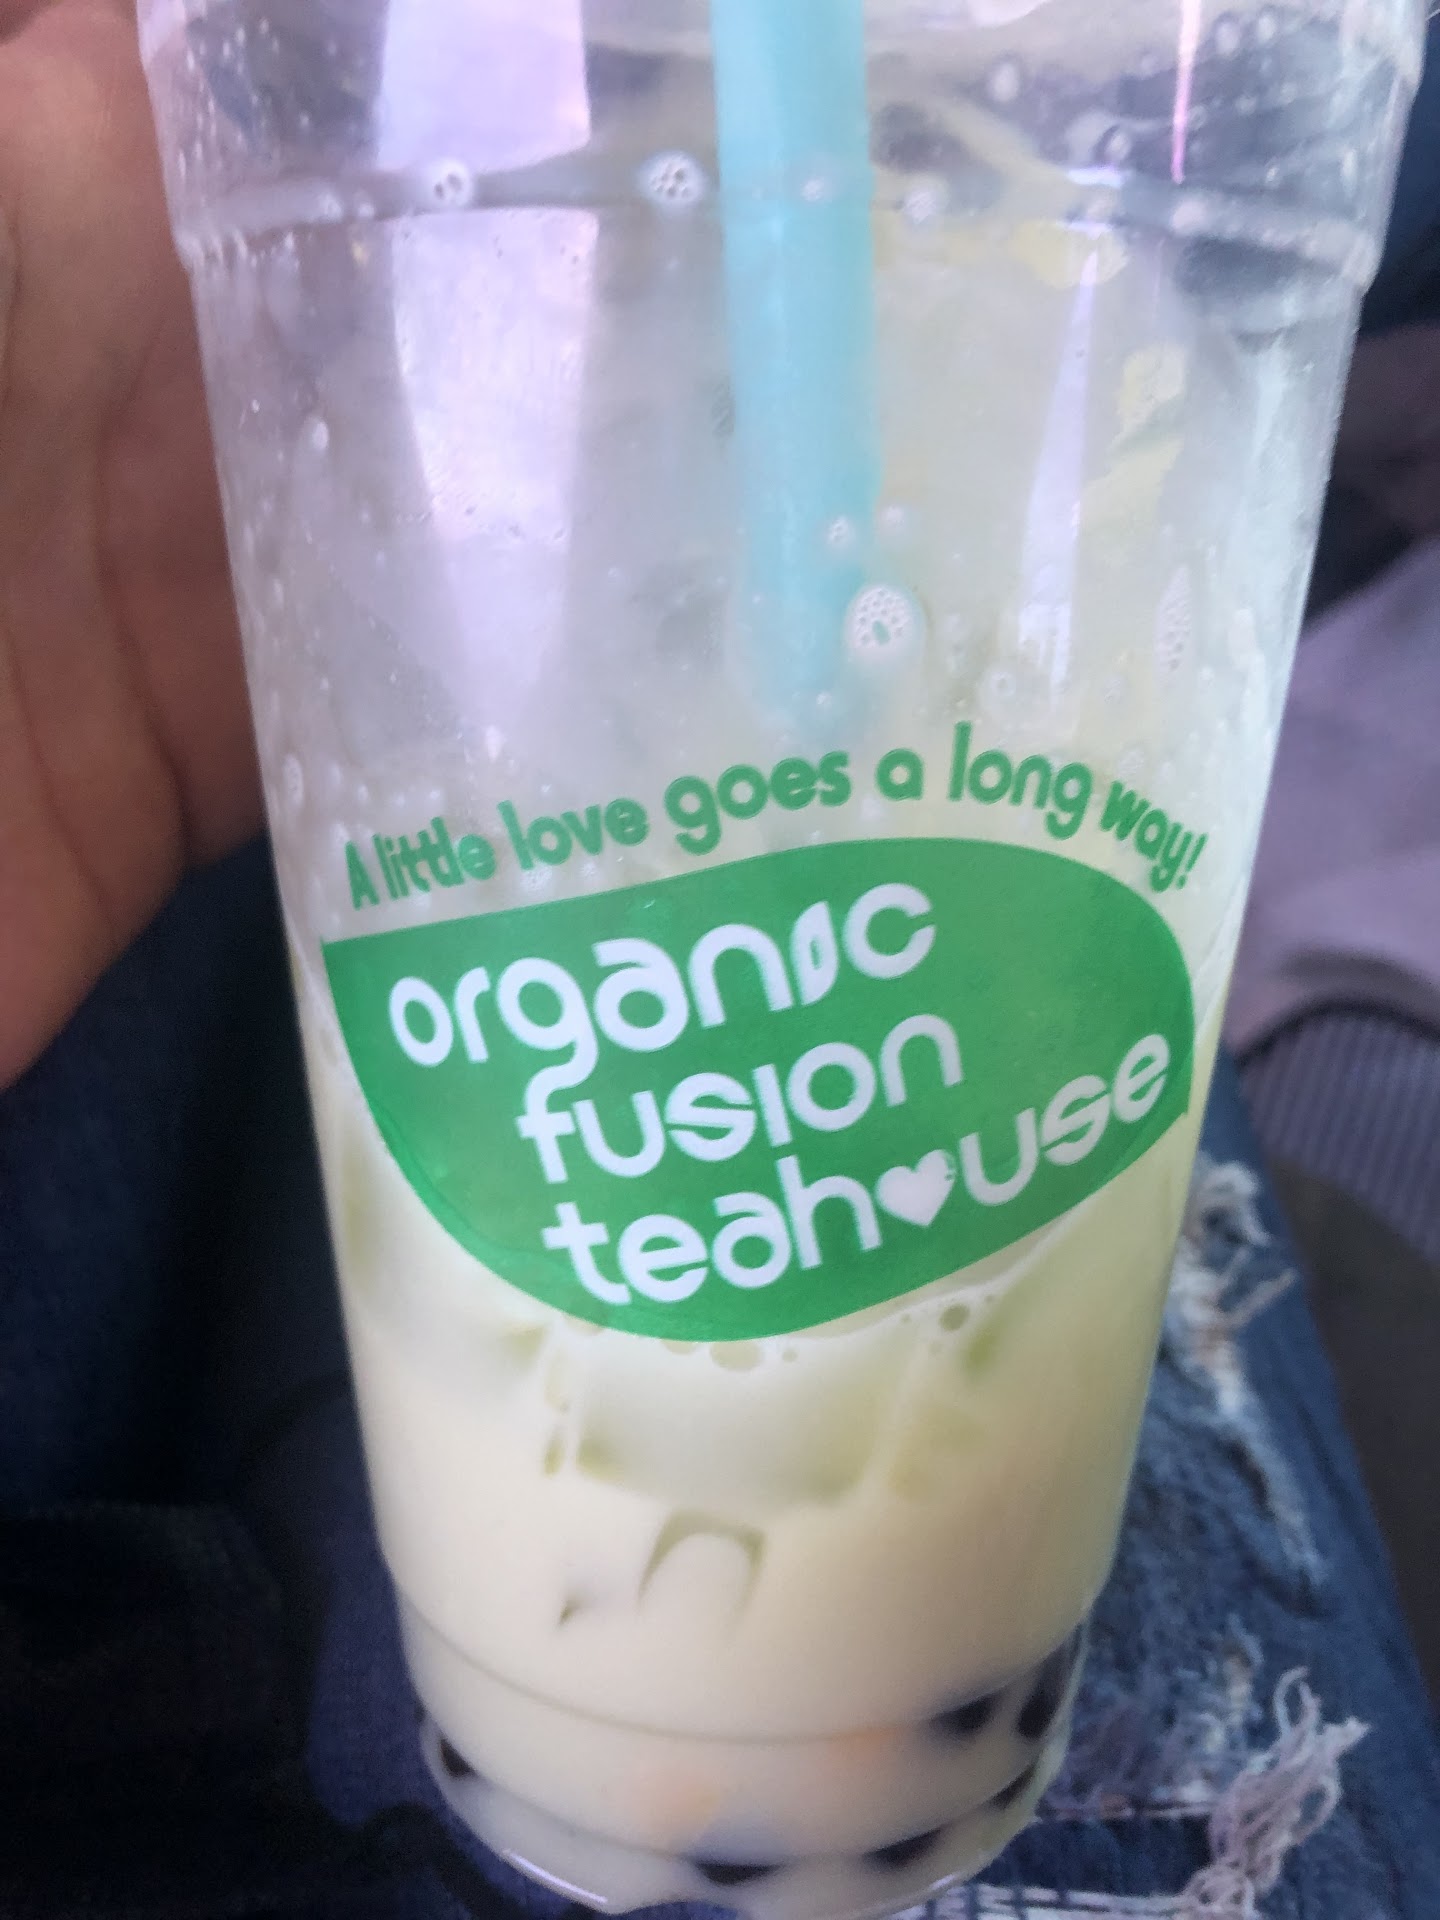 A little love goes a long way!
organic
fusion
teahouse